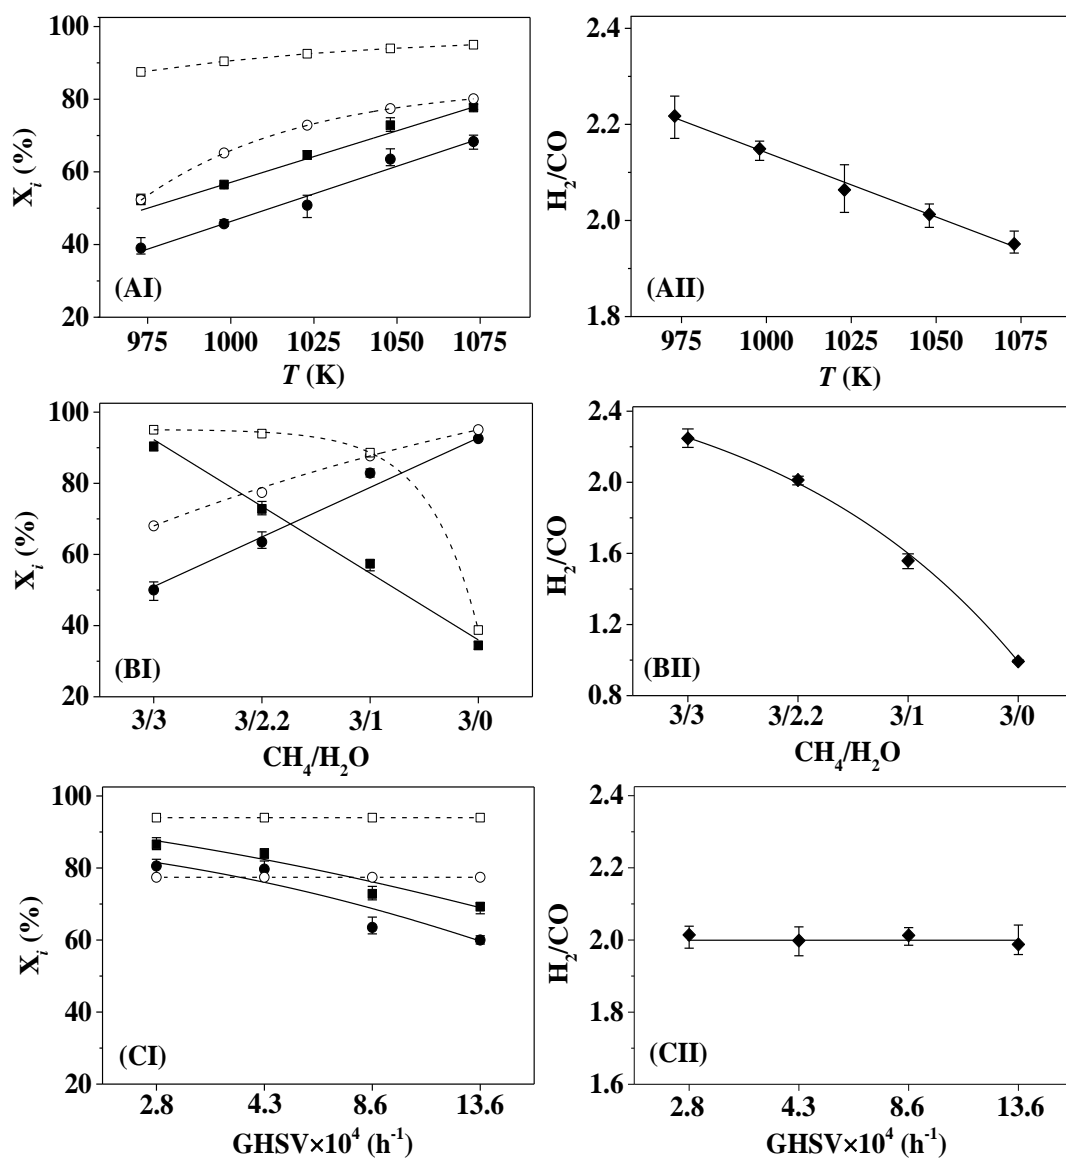 100
80
60
40
20
X_i (%)
(AI)
975 1000 1025 1050 1075
T (K)
2.4
2.2
2.0
1.8
H₂/CO
(AII)
975 1000 1025 1050 1075
T (K)
100
80
60
40
20
X_i (%)
(BI)
3/3 3/2.2 3/1 3/0
CH₄/H₂O
2.4
2.0
1.6
1.2
0.8
H₂/CO
(BII)
3/3 3/2.2 3/1 3/0
CH₄/H₂O
100
80
60
40
20
X_i (%)
(CI)
2.8 4.3 8.6 13.6
GHSV×10⁴ (h⁻¹)
2.4
2.2
2.0
1.8
1.6
H₂/CO
(CII)
2.8 4.3 8.6 13.6
GHSV×10⁴ (h⁻¹)